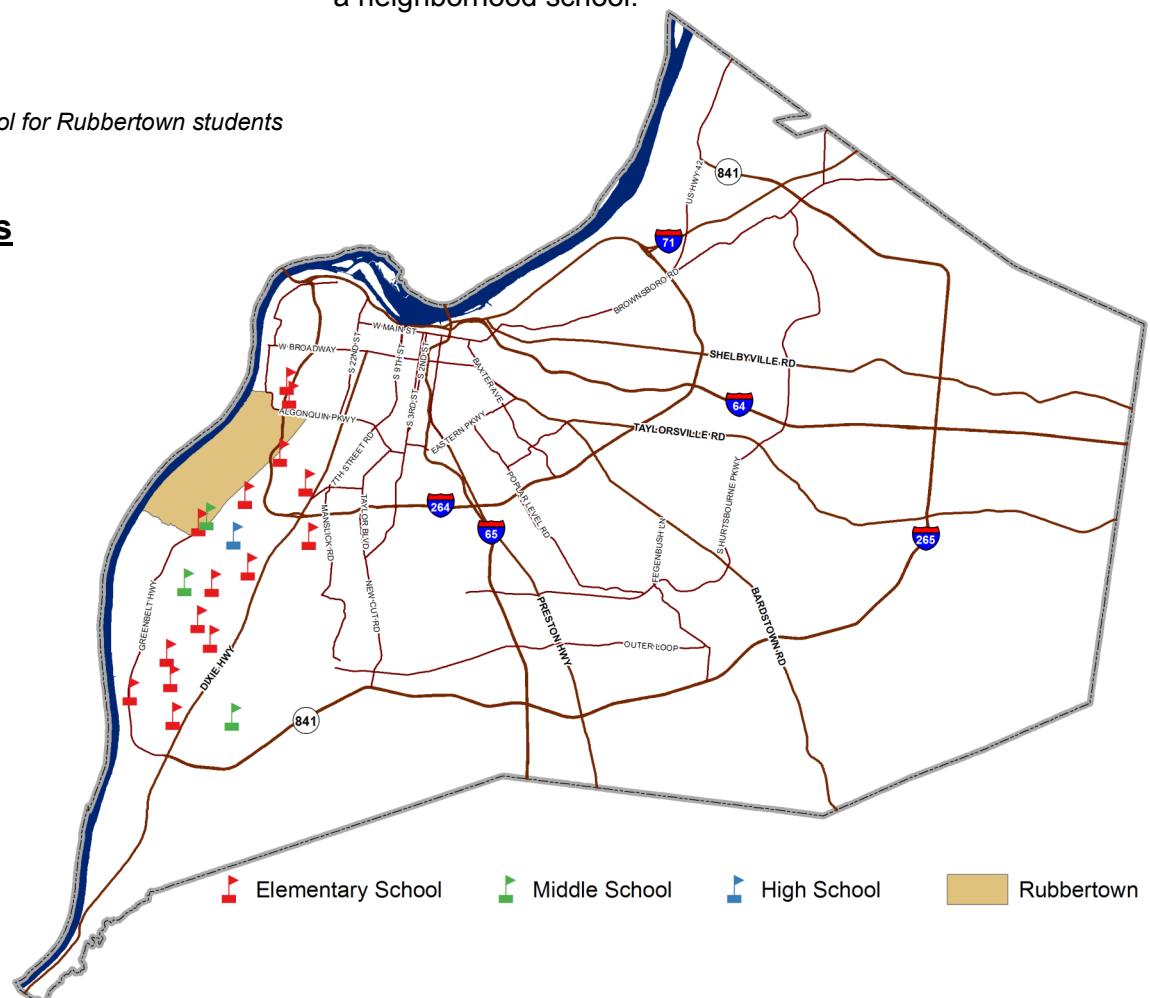 a neighborhood school.
ol for Rubbertown students
s
US HWY 42
841
71
BROWNSBORO RD
W MAIN ST
W BROADWAY
S 22ND ST
S 9TH ST
S 2ND ST
S 3RD ST
BAXTER AVE
SHELBYVILLE RD
64
ALGONQUIN PKWY
EASTERN PKWY
TAYLORSVILLE RD
7TH STREET RD
POPLAR LEVEL RD
S HURTSBOURNE PKWY
264
65
265
MANSLICK RD
TAYLOR BLVD
FEGENBUSH LN
GREENBELT HWY
NEW CUT RD
PRESTON HWY
BARDSTOWN RD
OUTER LOOP
DIXIE HWY
841
Elementary School
Middle School
High School
Rubbertown